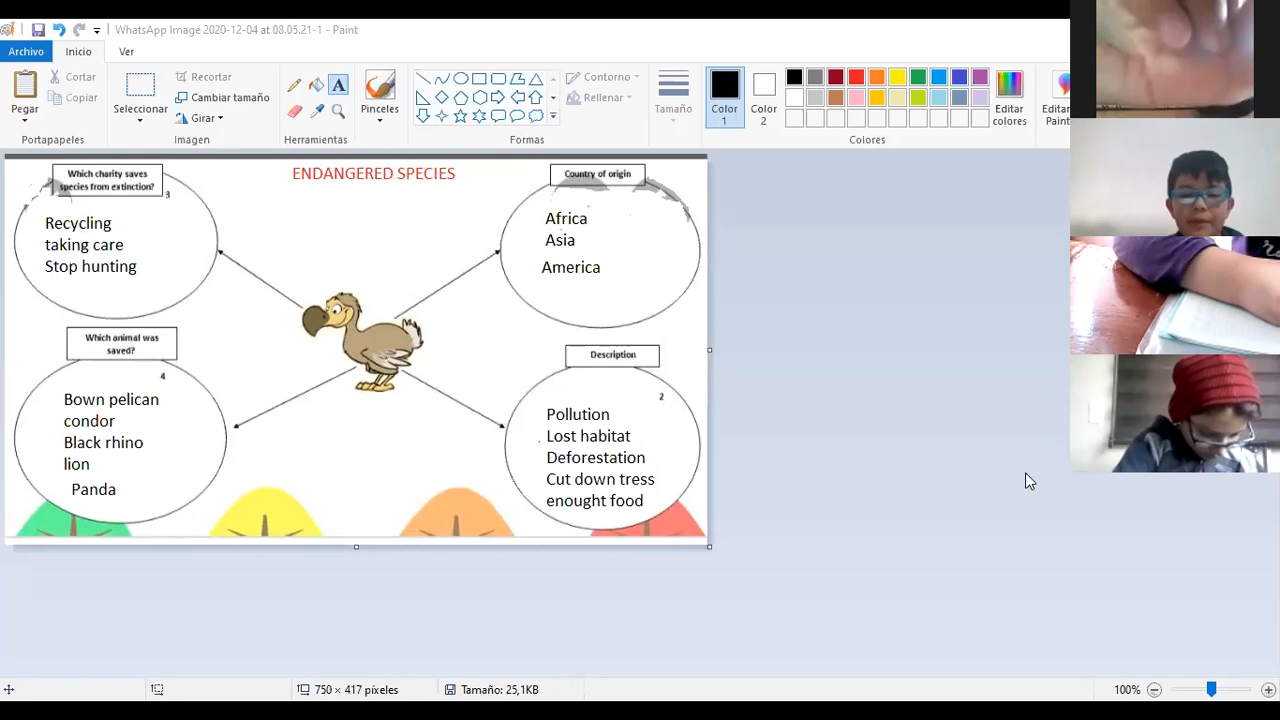 WhatsApp Image 2020-12-04 at 08.05.21-1 - Paint
Archivo
Inicio
Ver
Pegar
Cortar
Copiar
Portapapeles
Seleccionar
Recortar
Cambiar tamaño
Girar
Imagen
A
Herramientas
Pinceles
Contorno
Rellenar
Formas
Tamaño
Color
1
Color
2
Editar
colores
Editar
Paint
Colores
ENDANGERED SPECIES
Which charity saves
species from extinction?
3
Recycling
taking care
Stop hunting
Country of origin
Africa
Asia
America
Which animal was
saved?
4
Bown pelican
condor
Black rhino
lion
Panda
Description
2
Pollution
Lost habitat
Deforestation
Cut down tress
enought food
750 × 417 píxeles
Tamaño: 25,1KB
100%